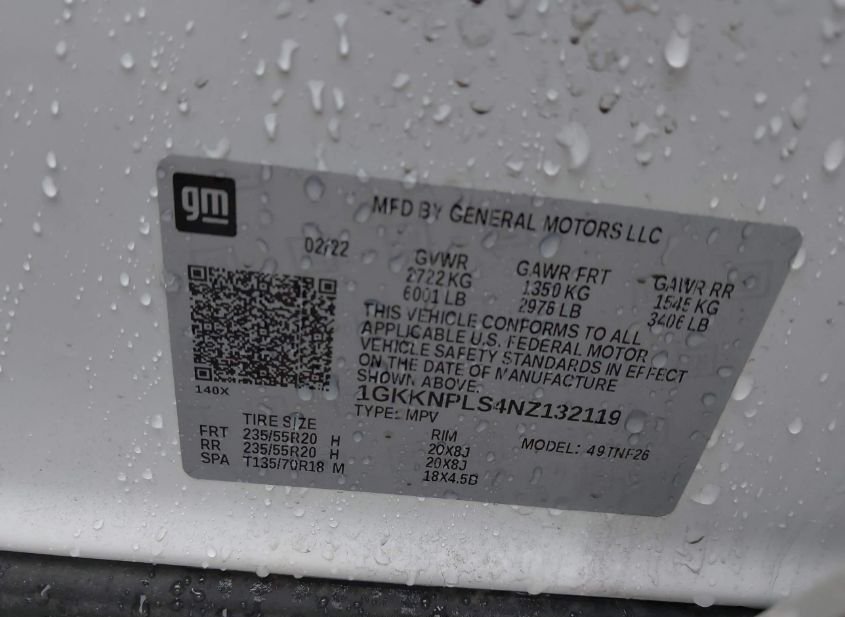 gm
MFD BY GENERAL MOTORS LLC
02/22
GVWR GAWR FRT GAWR RR
2722 KG 1350 KG 1545 KG
6001 LB 2976 LB 3406 LB
THIS VEHICLE CONFORMS TO ALL
APPLICABLE U.S. FEDERAL MOTOR
VEHICLE SAFETY STANDARDS IN EFFECT
ON THE DATE OF MANUFACTURE
SHOWN ABOVE.
1GKKNPLS4NZ132119
TYPE: MPV
140X
TIRE SIZE RIM MODEL: 49TNF26
FRT 235/55R20 H 20X8J
RR 235/55R20 H 20X8J
SPA T135/70R18 M 18X4.5B